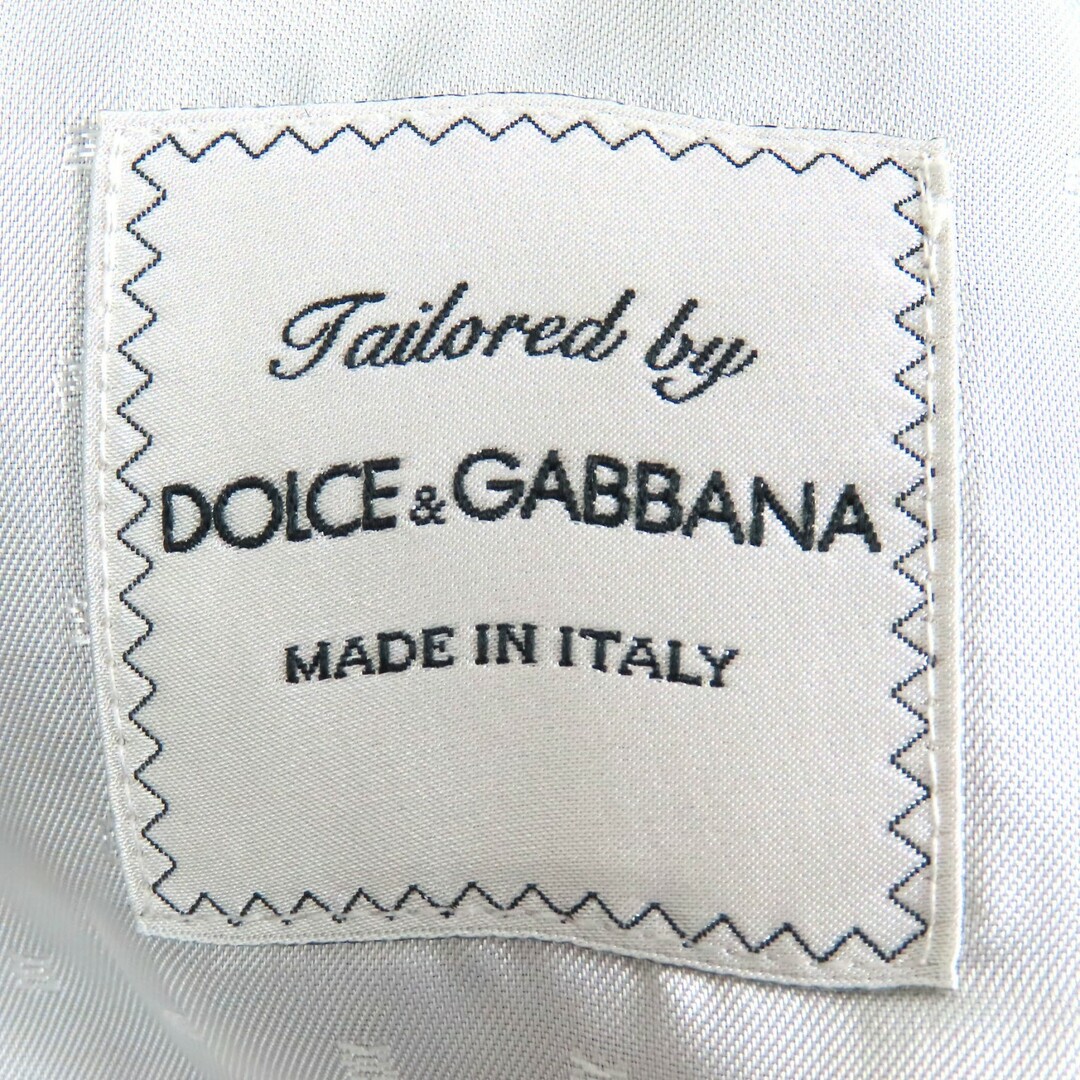 Tailored by
DOLCE & GABBANA
MADE IN ITALY